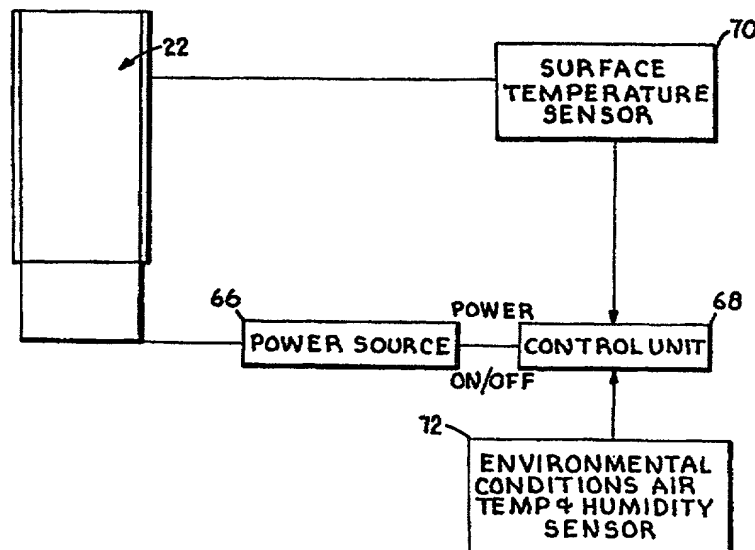 22
70
SURFACE
TEMPERATURE
SENSOR
66
POWER
68
POWER SOURCE
CONTROL UNIT
ON/OFF
72
ENVIRONMENTAL
CONDITIONS AIR
TEMP & HUMIDITY
SENSOR